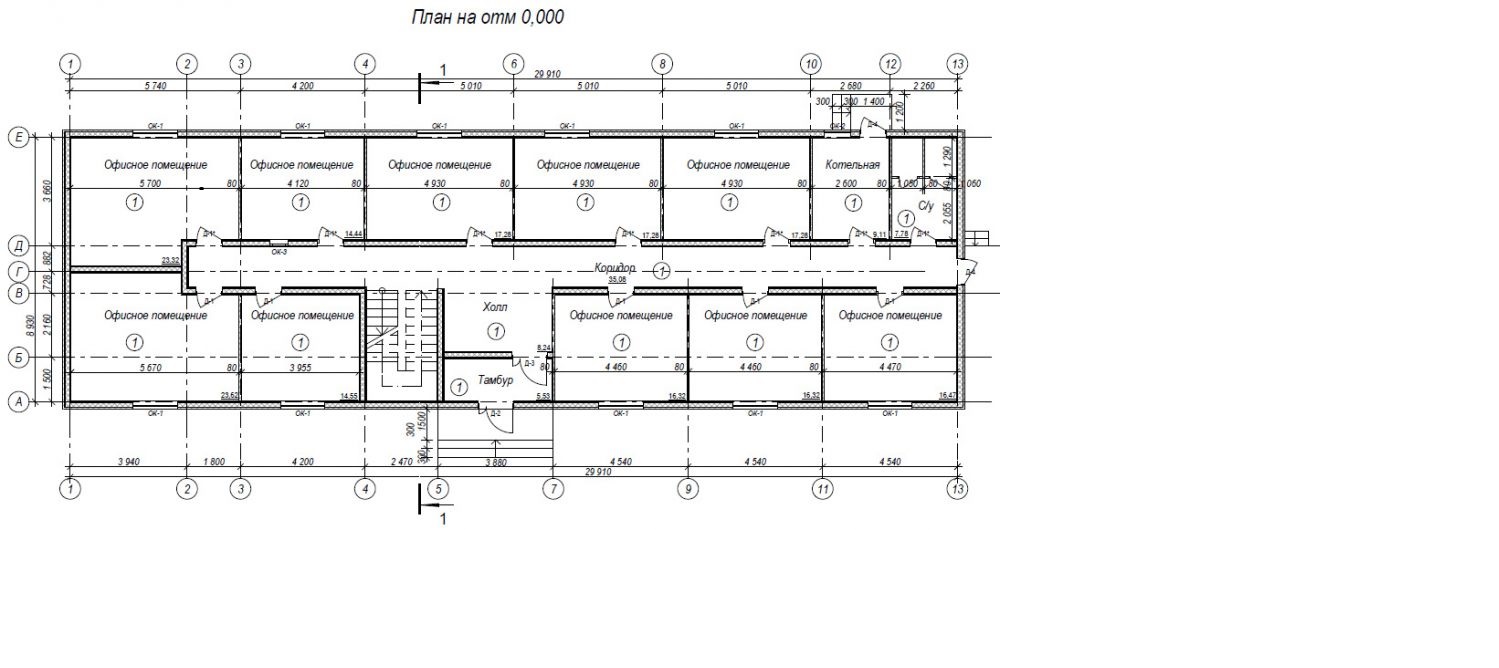 План на отм 0,000
1 2 3 4 6 8 10 12 13
1
29 910
5 740 4 200 5 010 5 010 5 010 2 680 2 260
300 300 1 400
1 200
ОК-1 ОК-1 ОК-1 ОК-1 ОК-1 ОК-2 Д-4
Е
Офисное помещение Офисное помещение Офисное помещение Офисное помещение Офисное помещение Котельная
1 290
5 700 80 4 120 80 4 930 80 4 930 80 4 930 80 2 600 80 1 060 80 1 060
3 660
80
1 1 1 1 1 1 С/у
1
2 055
Д-1* Д-1* 14,44 Д-1* 17,28 Д-1* 17,28 Д-1* 17,28 Д-1* 9,11 7,78 Д-1*
Д
ОК-3
882
23,32
Коридор 1
Г
Д-4
35,08
728
В
Д-1 Д-1 Д-1 Д-1 Д-1
Холл
Офисное помещение Офисное помещение Офисное помещение Офисное помещение Офисное помещение
8 930
2 160
1 1 1 1 1 1
8,24
Б
Д-3
5 670 80 3 955 80 4 460 80 4 460 80 4 470
1 500
Тамбур
1
23,52 14,55 5,53 16,32 16,32 16,47
А
ОК-1 ОК-1 Д-2 ОК-1 ОК-1 ОК-1
1500
300
300
3 940 1 800 4 200 2 470 3 880 4 540 4 540 4 540
29 910
1 2 3 4 5 7 9 11 13
1